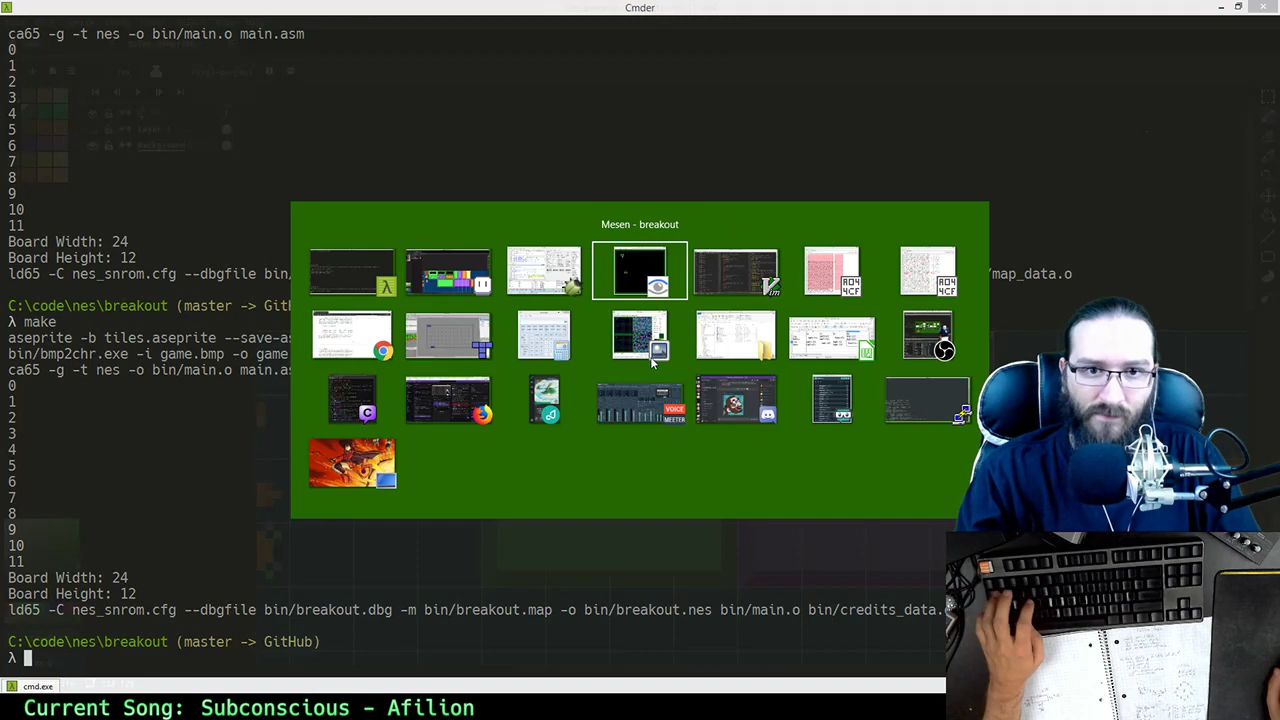 Cmder
ca65 -g -t nes -o bin/main.o main.asm
0
1
2
3
4
5
6
7
8
9
10
11
Board Width: 24
Board Height: 12
ld65 -C nes_snrom.cfg --dbgfile bin/
/map_data.o
C:\code\nes\breakout (master -> GitH
λ make
aseprite -b tiles.aseprite --save-as
bin/bmp2chr.exe -i game.bmp -o game
ca65 -g -t nes -o bin/main.o main.as
0
1
2
3
4
5
6
7
8
9
10
11
Board Width: 24
Board Height: 12
ld65 -C nes_snrom.cfg --dbgfile bin/breakout.dbg -m bin/breakout.map -o bin/breakout.nes bin/main.o bin/credits_data.
C:\code\nes\breakout (master -> GitHub)
λ
Mesen - breakout
VOICE
MEETER
cmd.exe
Current Song: Subconscious - Afilion